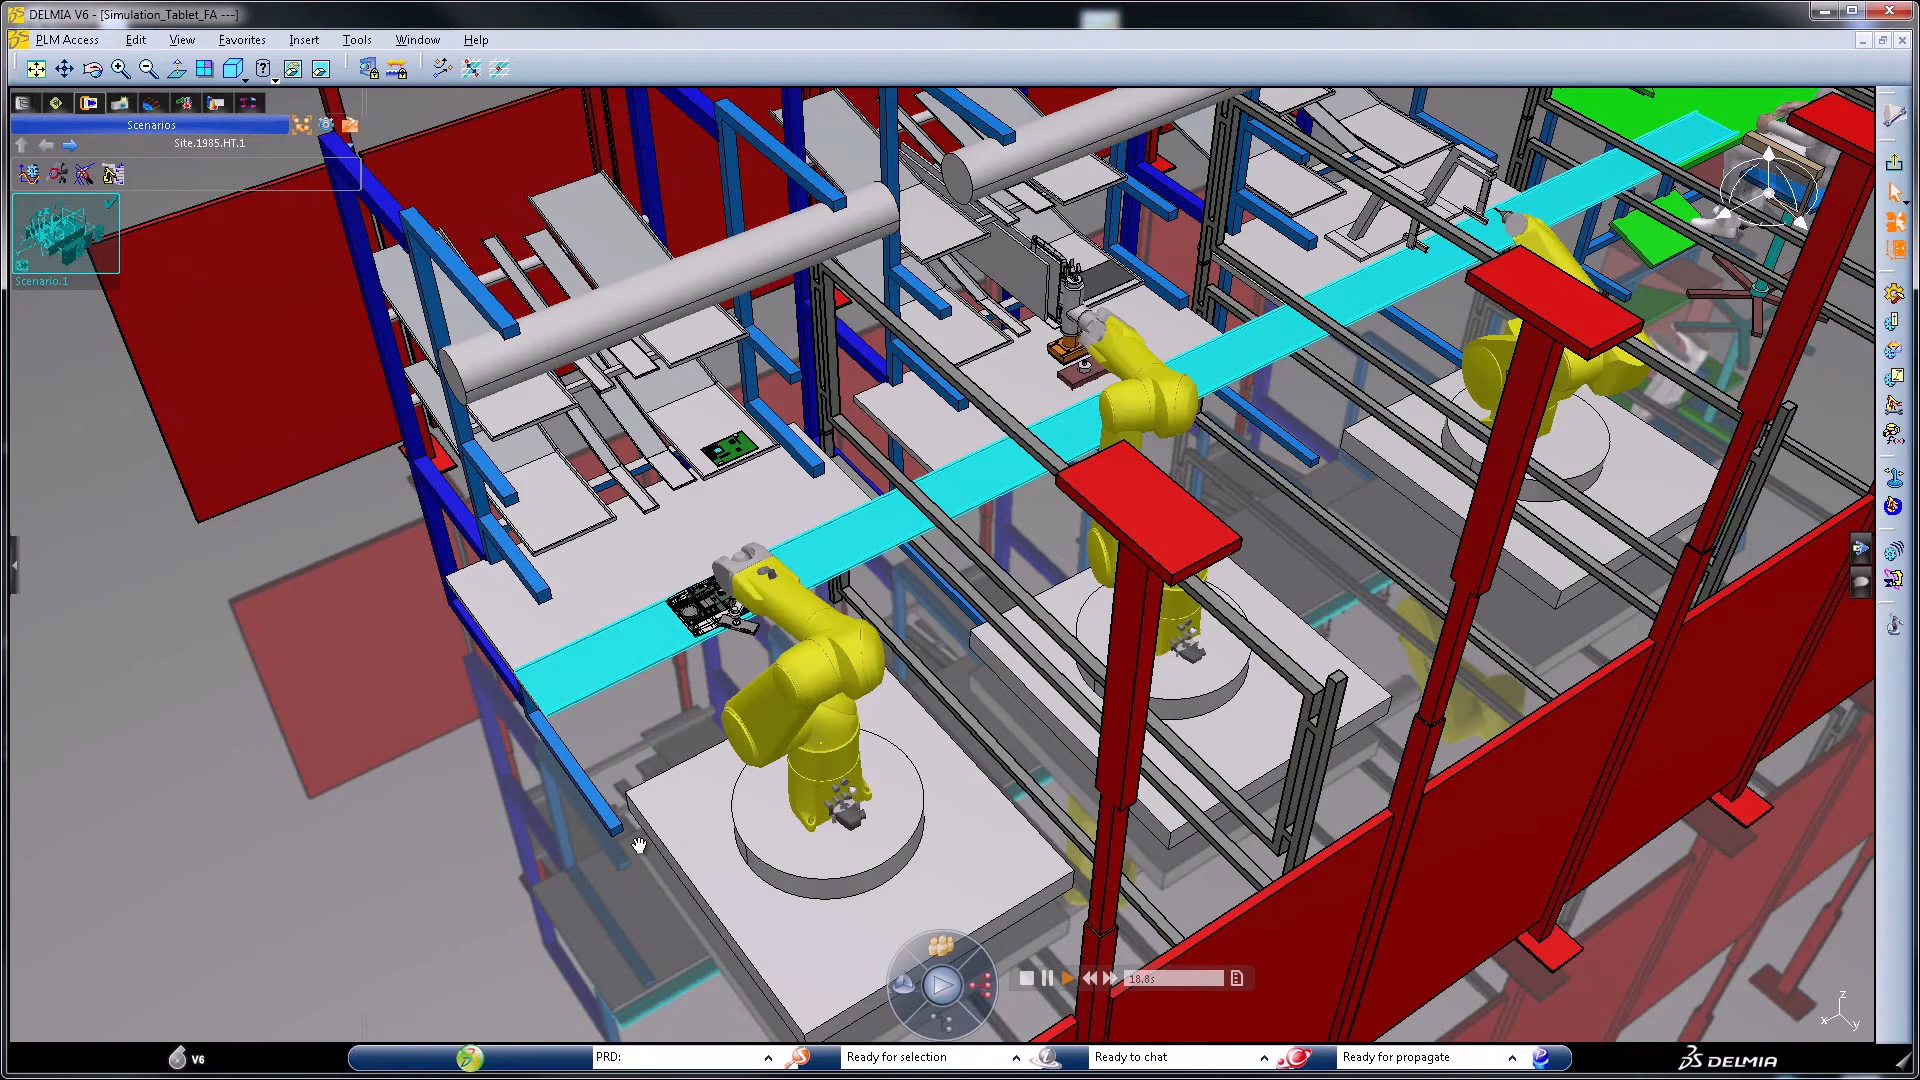 DELMIA V6 - [Simulation_Tablet_FA ---]
PLM Access Edit View Favorites Insert Tools Window Help
Scenarios
Site.1985.HT.1
Scenario.1
18.8s
z
x y
V6
PRD:
Ready for selection
Ready to chat
Ready for propagate
DELMIA